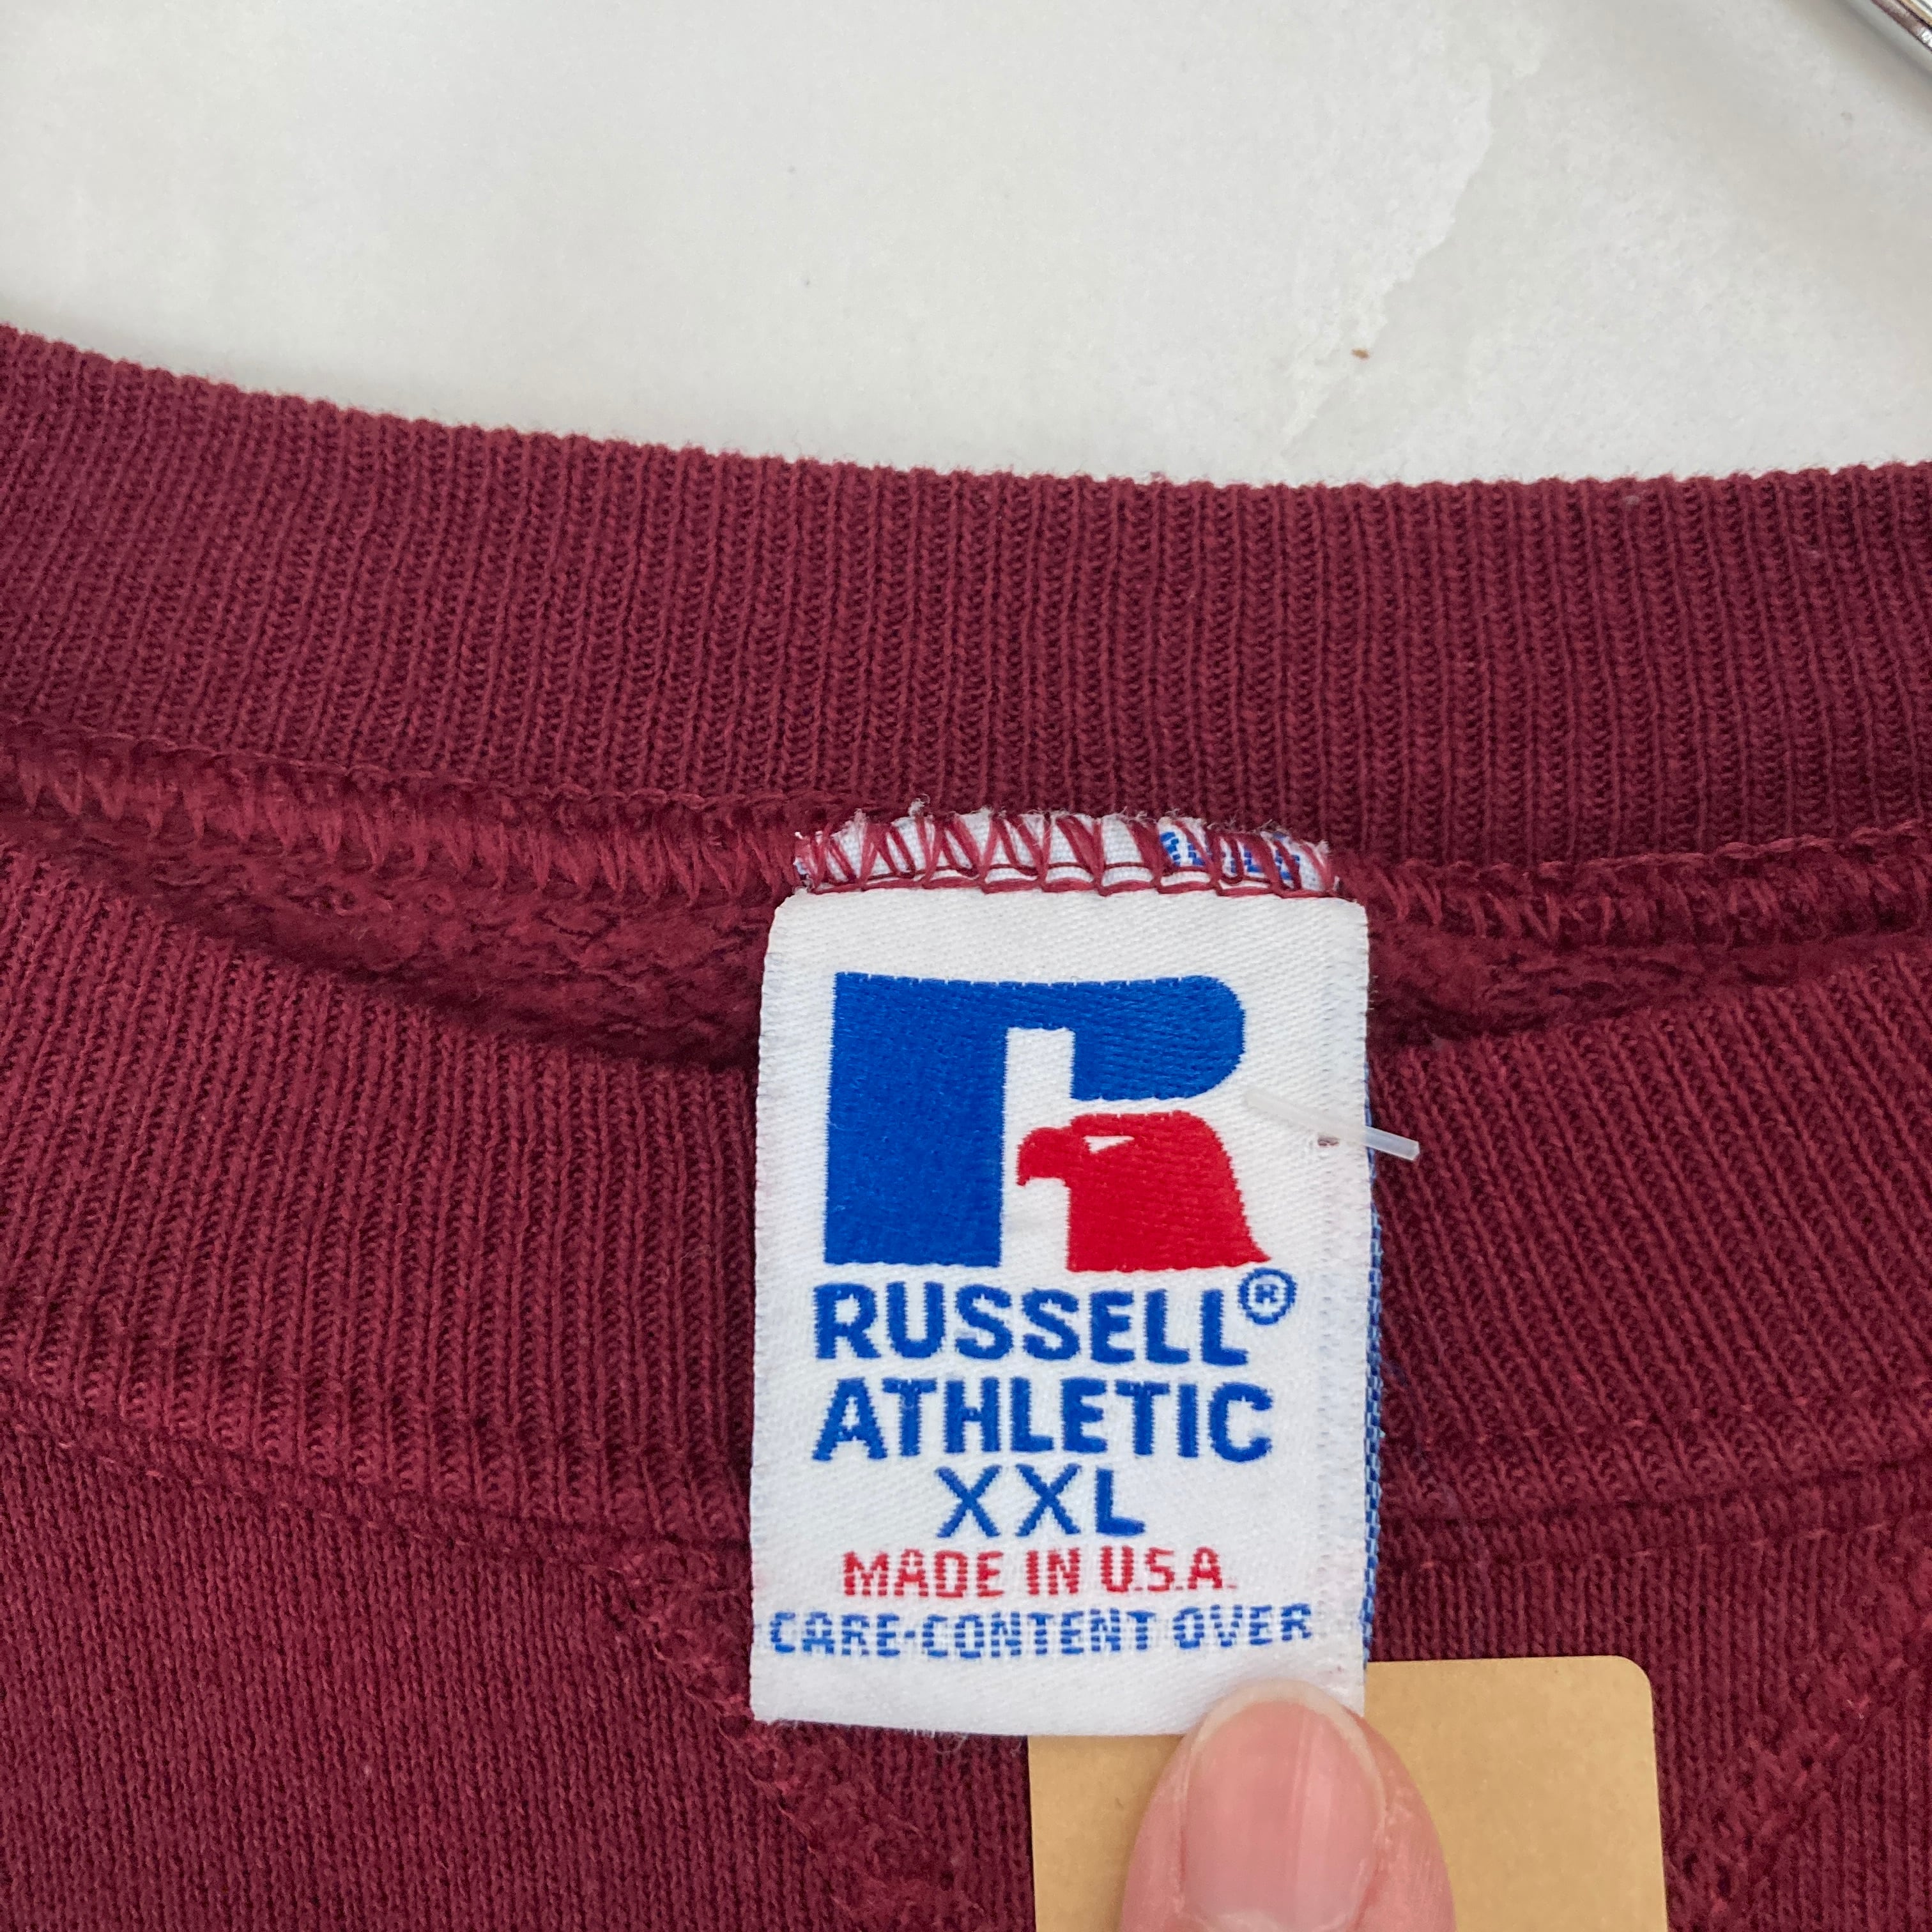 R
RUSSELL®
ATHLETIC
XXL
MADE IN U.S.A.
CARE-CONTENT OVER